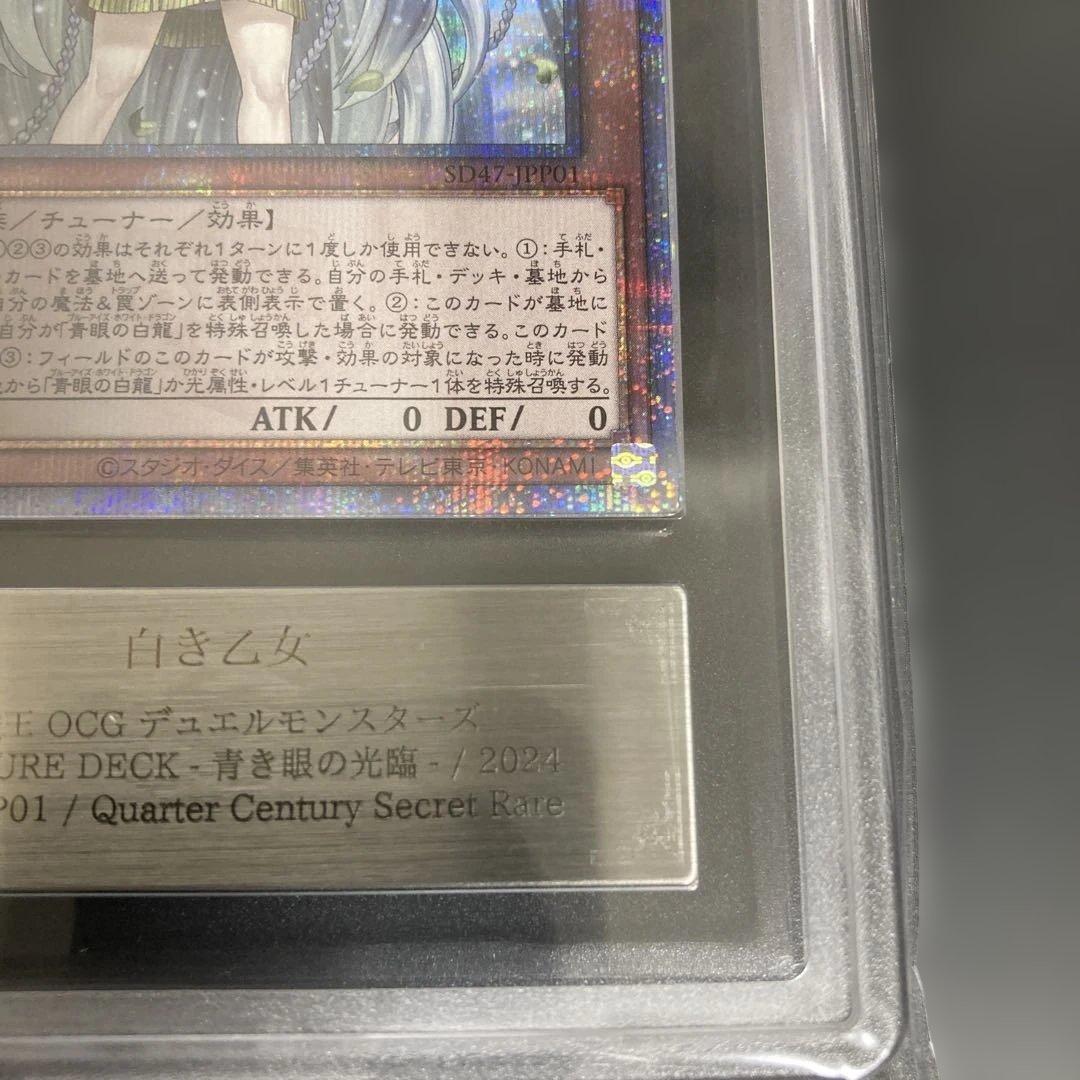 SD47-JPP01
／チューナー／効果】
①②③の効果はそれぞれ1ターンに1度しか使用できない。①：手札・
カードを墓地へ送って発動できる。自分の手札・デッキ・墓地から
自分の魔法＆罠ゾーンに表側表示で置く。②：このカードが墓地に
自分が「青眼の白龍」を特殊召喚した場合に発動できる。このカード
③：フィールドのこのカードが攻撃・効果の対象になった時に発動
から「青眼の白龍」か光属性・レベル1チューナー1体を特殊召喚する。
ATK/ 0 DEF/ 0
©スタジオ・ダイス／集英社・テレビ東京・KONAMI
白き乙女
王 OCG デュエルモンスターズ
URE DECK - 青き眼の光臨 - / 2024
P01 / Quarter Century Secret Rare